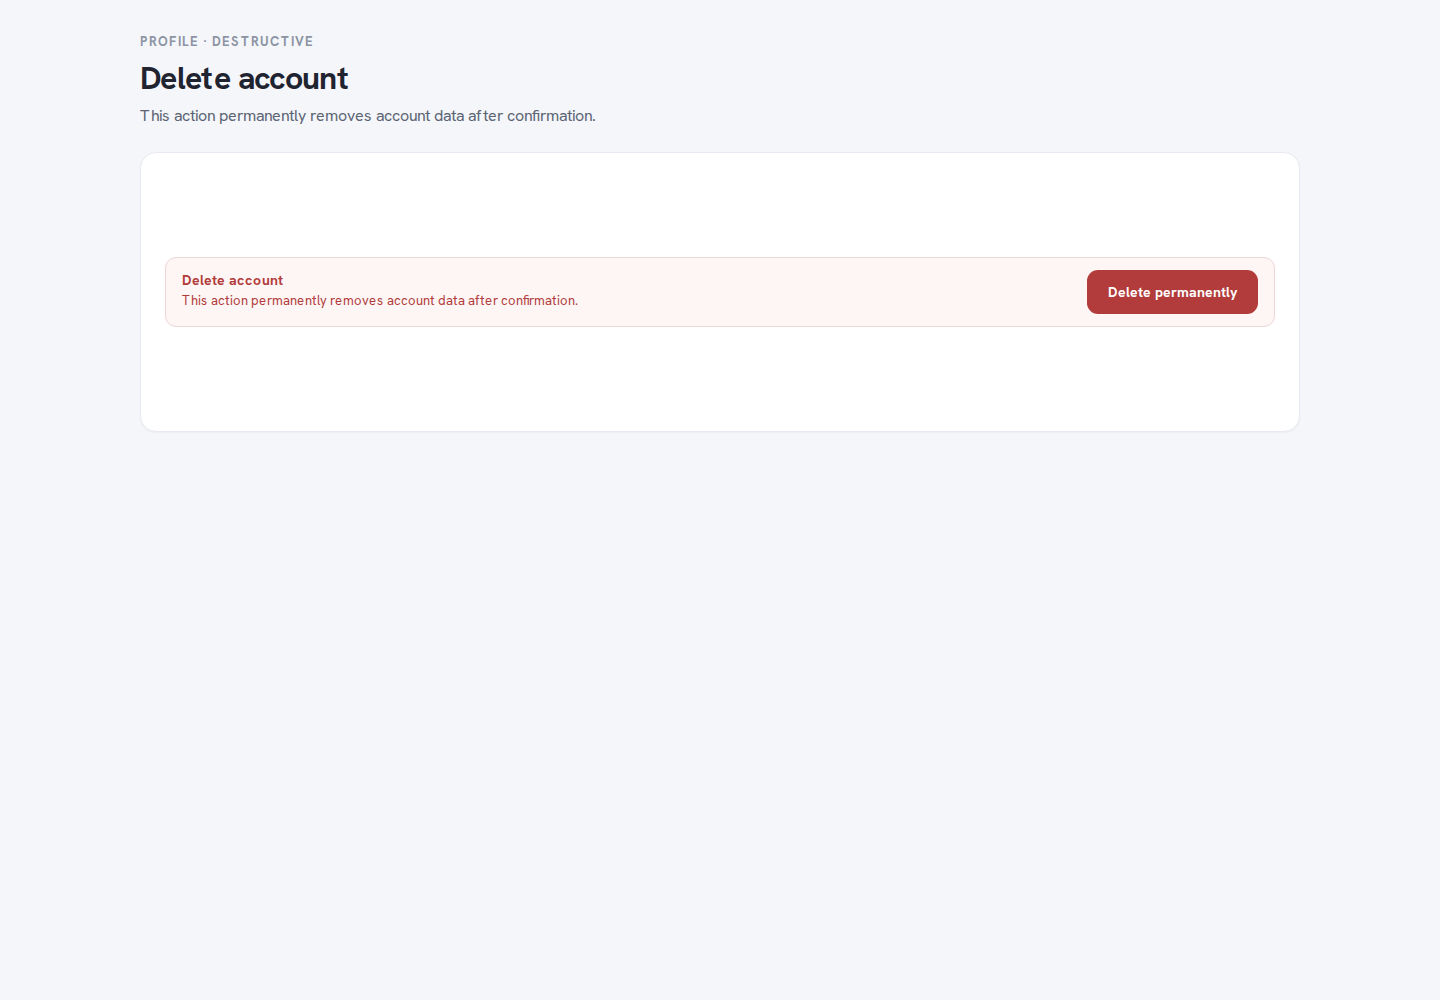 PROFILE · DESTRUCTIVE
Delete account
This action permanently removes account data after confirmation.
Delete account
This action permanently removes account data after confirmation.
Delete permanently